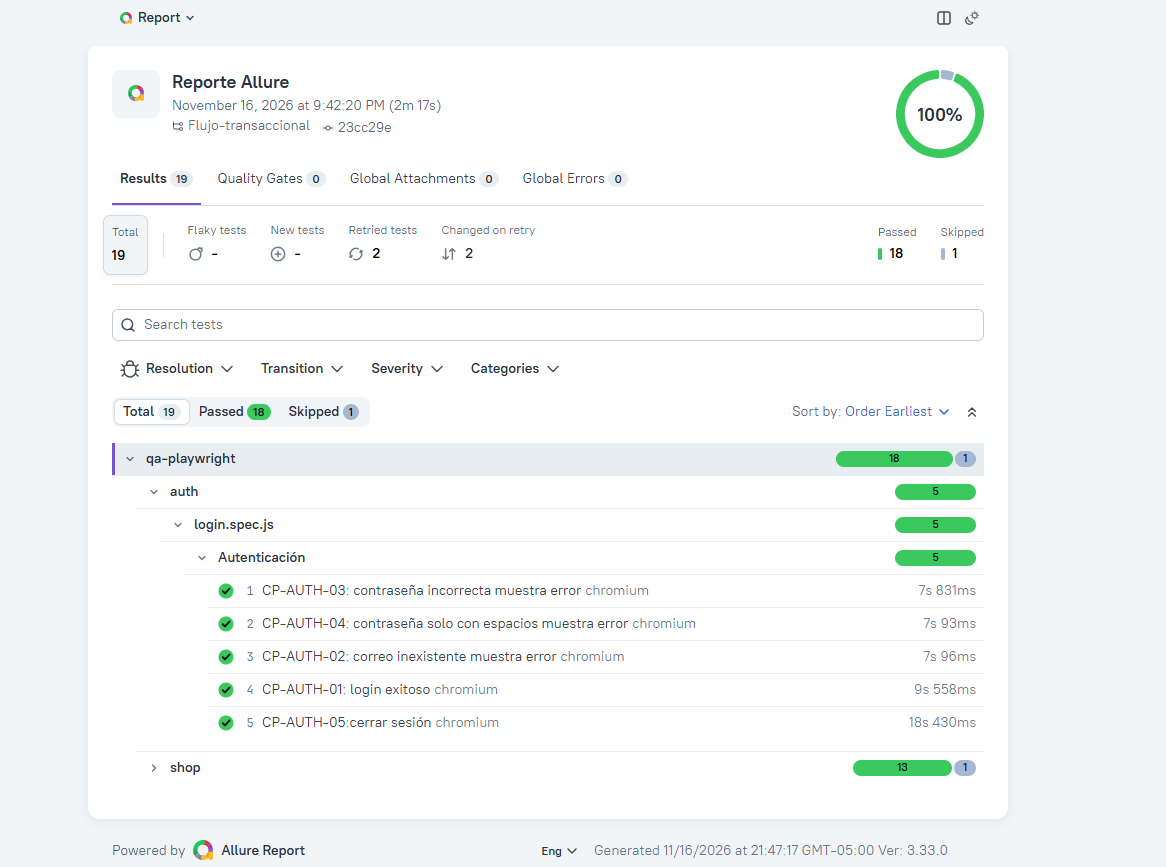 Report
Reporte Allure
November 16, 2026 at 9:42:20 PM (2m 17s)
Flujo-transaccional 23cc29e
100%
Results 19 Quality Gates 0 Global Attachments 0 Global Errors 0
Total Flaky tests New tests Retried tests Changed on retry Passed Skipped
19 - - 2 2 18 1
Search tests
Resolution Transition Severity Categories
Total 19 Passed 18 Skipped 1 Sort by: Order Earliest
qa-playwright 18 1
auth 5
login.spec.js 5
Autenticación 5
1 CP-AUTH-03: contraseña incorrecta muestra error chromium 7s 831ms
2 CP-AUTH-04: contraseña solo con espacios muestra error chromium 7s 93ms
3 CP-AUTH-02: correo inexistente muestra error chromium 7s 96ms
4 CP-AUTH-01: login exitoso chromium 9s 558ms
5 CP-AUTH-05:cerrar sesión chromium 18s 430ms
shop 13 1
Powered by Allure Report Eng Generated 11/16/2026 at 21:47:17 GMT-05:00 Ver: 3.33.0